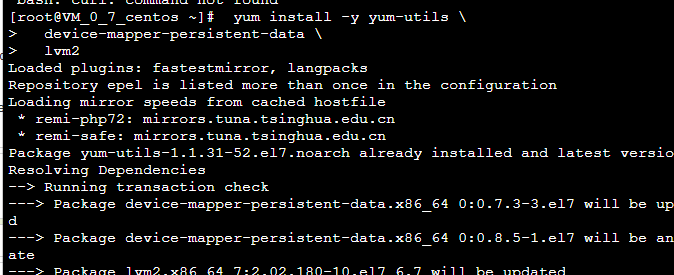 bash: curl: command not found
[root@VM_0_7_centos ~]#  yum install -y yum-utils \
>   device-mapper-persistent-data \
>   lvm2
Loaded plugins: fastestmirror, langpacks
Repository epel is listed more than once in the configuration
Loading mirror speeds from cached hostfile
 * remi-php72: mirrors.tuna.tsinghua.edu.cn
 * remi-safe: mirrors.tuna.tsinghua.edu.cn
Package yum-utils-1.1.31-52.el7.noarch already installed and latest versio
Resolving Dependencies
--> Running transaction check
---> Package device-mapper-persistent-data.x86_64 0:0.7.3-3.el7 will be up
d
---> Package device-mapper-persistent-data.x86_64 0:0.8.5-1.el7 will be an
ate
---> Package lvm2.x86_64 7:2.02.180-10.el7_6.7 will be updated